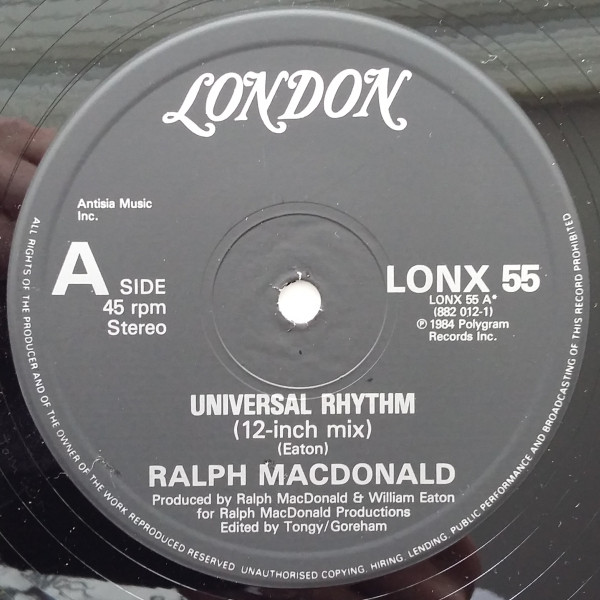 LONDON
Antisia Music
Inc.
A SIDE
45 rpm
Stereo
LONX 55
LONX 55 A*
(882 012-1)
℗ 1984 Polygram
Records Inc.
UNIVERSAL RHYTHM
(12-inch mix)
(Eaton)
RALPH MACDONALD
Produced by Ralph MacDonald & William Eaton
for Ralph MacDonald Productions
Edited by Tongy/Goreham
ALL RIGHTS OF THE PRODUCER AND OF THE OWNER OF THE WORK REPRODUCED RESERVED UNAUTHORISED COPYING, HIRING, LENDING, PUBLIC PERFORMANCE AND BROADCASTING OF THIS RECORD PROHIBITED